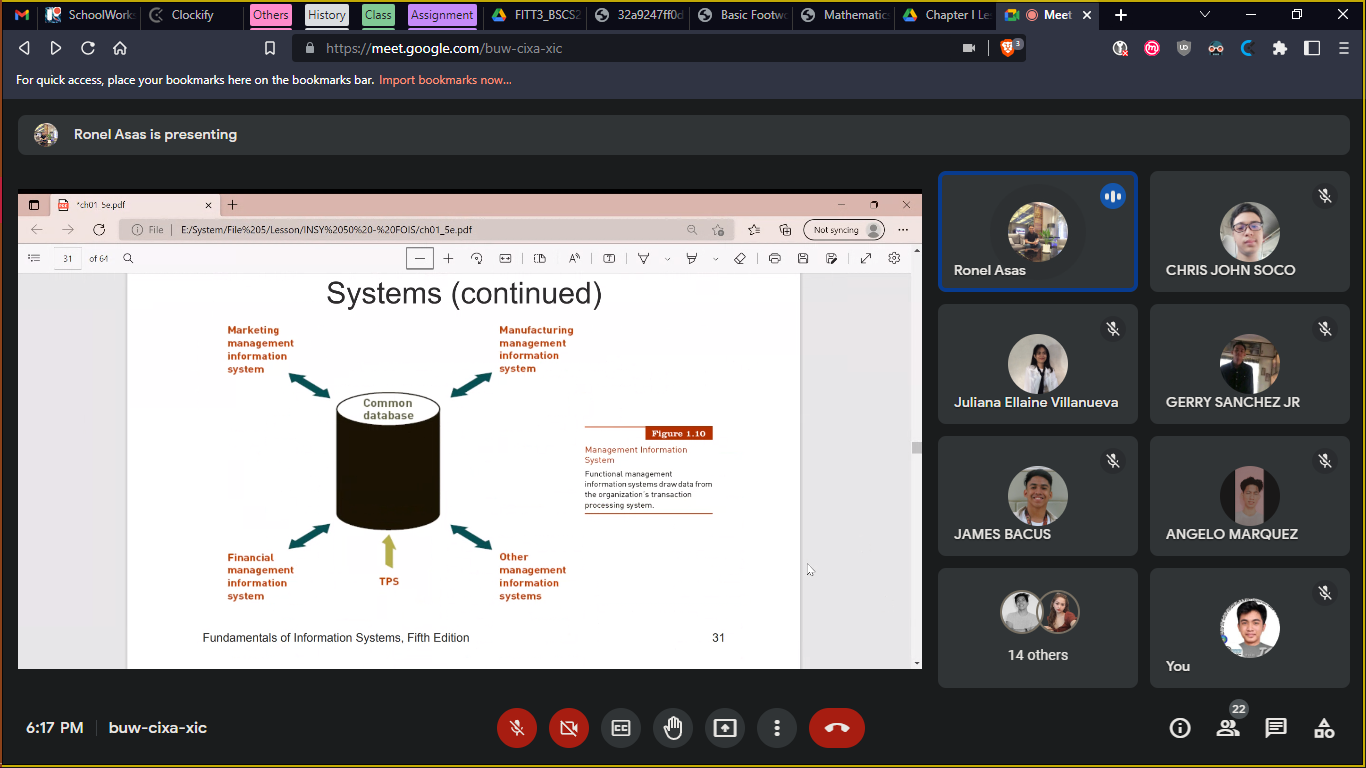 SchoolWorks
Clockify
Others
History
Class
Assignment
FITT3_BSCS2
32a9247ff0d
Basic Footwo
Mathematics
Chapter I Le
Meet
https://meet.google.com/buw-cixa-xic
3
For quick access, place your bookmarks here on the bookmarks bar. Import bookmarks now...
Ronel Asas is presenting
*ch01_5e.pdf
File
E:/System/File%205/Lesson/INSY%2050%20-%20FOIS/ch01_5e.pdf
Not syncing
31 of 64
Systems (continued)
Marketing
management
information
system
Manufacturing
management
information
system
Common
database
Figure 1.10
Management Information
System
Functional management
information systems draw data from
the organization's transaction
processing system.
Financial
management
information
system
TPS
Other
management
information
systems
Fundamentals of Information Systems, Fifth Edition
31
Ronel Asas
CHRIS JOHN SOCO
Juliana Ellaine Villanueva
GERRY SANCHEZ JR
JAMES BACUS
ANGELO MARQUEZ
14 others
You
6:17 PM
buw-cixa-xic
22